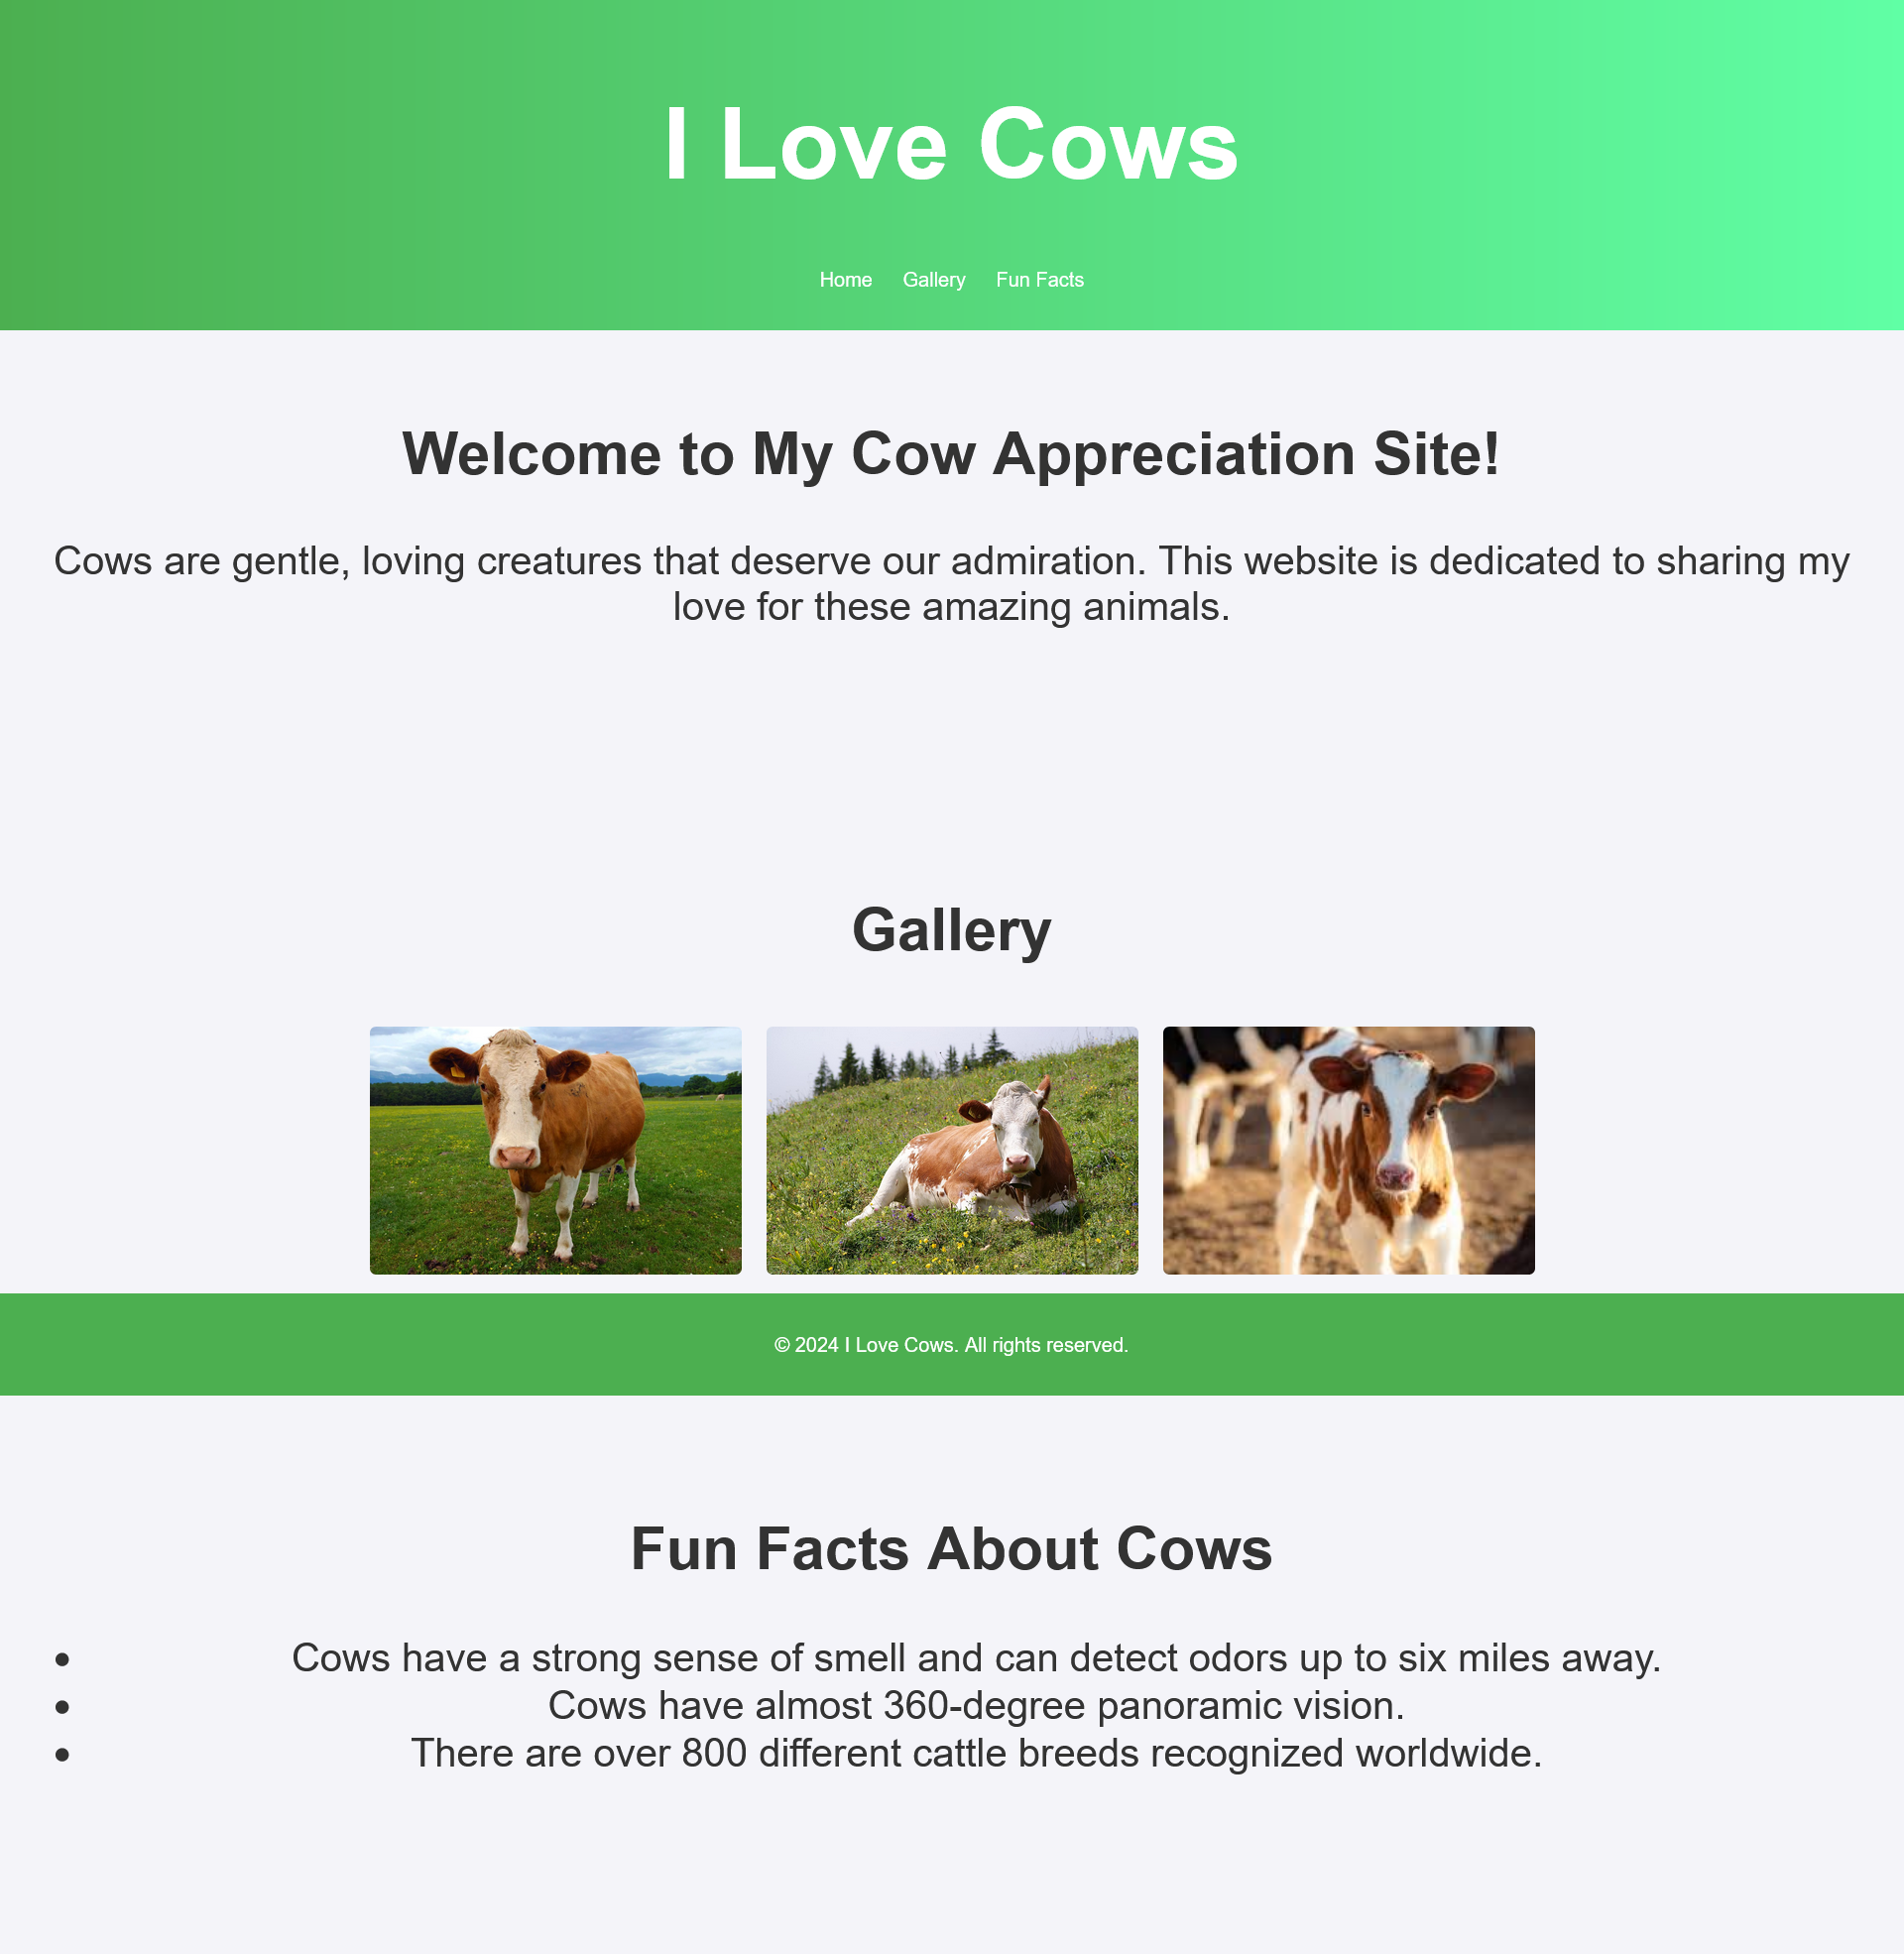 I Love Cows
Home Gallery Fun Facts
Welcome to My Cow Appreciation Site!
Cows are gentle, loving creatures that deserve our admiration. This website is dedicated to sharing my
love for these amazing animals.
Gallery
© 2024 I Love Cows. All rights reserved.
Fun Facts About Cows
• Cows have a strong sense of smell and can detect odors up to six miles away.
• Cows have almost 360-degree panoramic vision.
• There are over 800 different cattle breeds recognized worldwide.